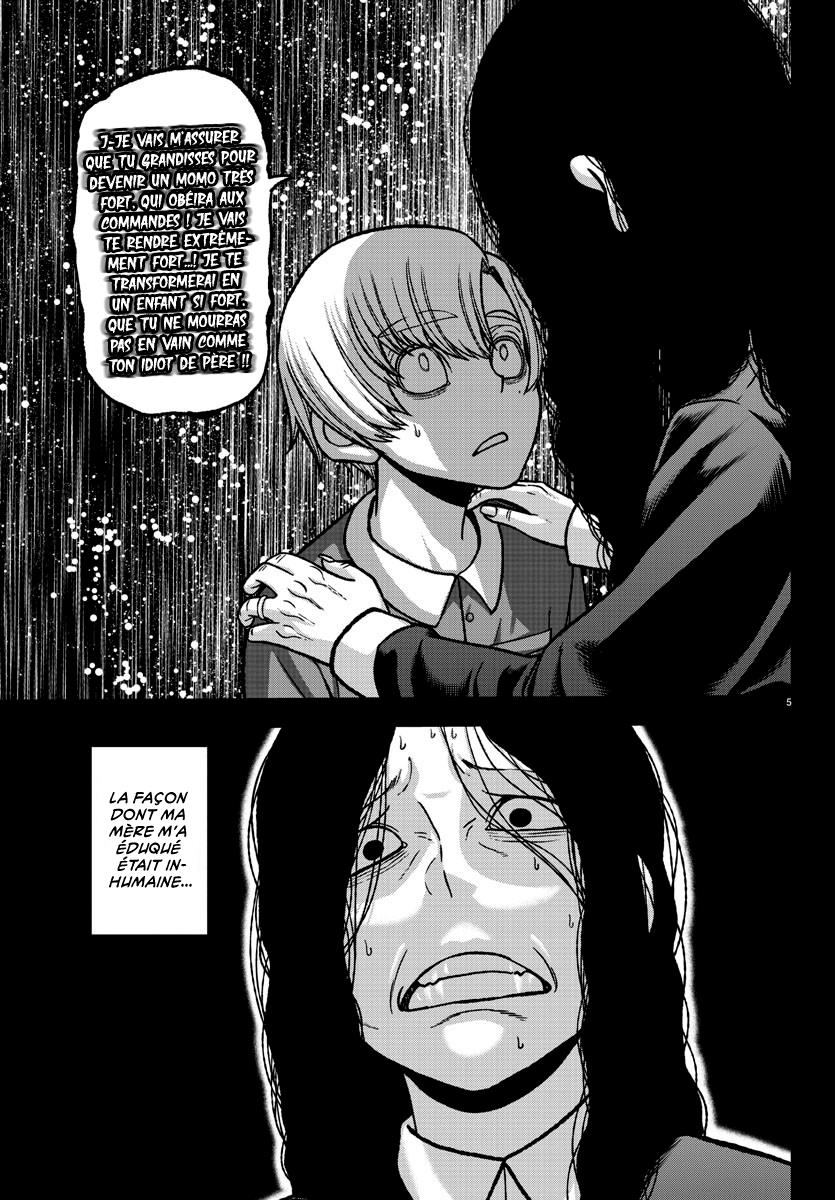 J-JE VAIS M'ASSURER
QUE TU GRANDISSES POUR
DEVENIR UN MOMO TRÈS
FORT, QUI OBÉIRA AUX
COMMANDES ! JE VAIS
TE RENDRE EXTRÊME-
MENT FORT...! JE TE
TRANSFORMERAI EN
UN ENFANT SI FORT,
QUE TU NE MOURRAS
PAS EN VAIN COMME
TON IDIOT DE PÈRE !!
5
LA FAÇON
DONT MA
MÈRE M'A
ÉDUQUÉ
ÉTAIT IN-
HUMAINE...